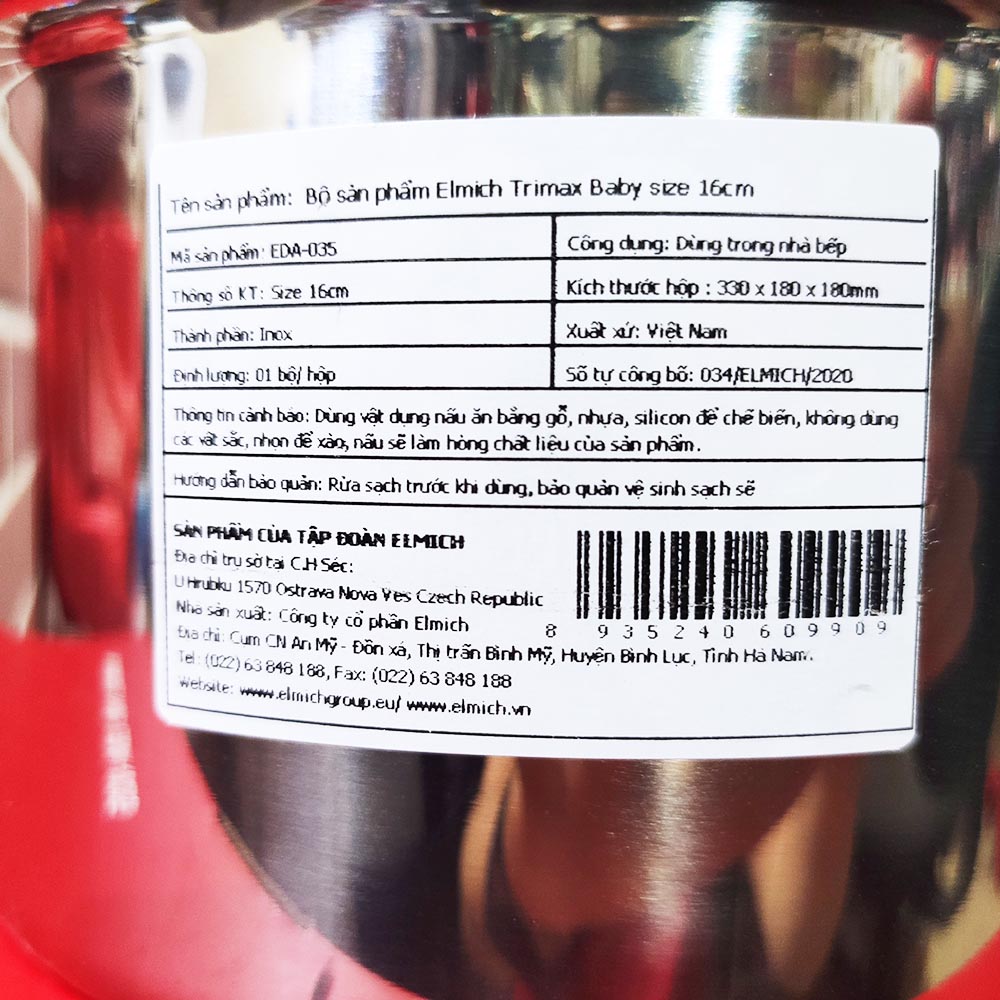 Tên sản phẩm: Bộ sản phẩm Elmich Trimax Baby size 16cm
Mã sản phẩm: EDA-035
Công dụng: Dùng trong nhà bếp
Thông số KT: Size 16cm
Kích thước hộp : 330 x 180 x 180mm
Thành phần: Inox
Xuất xứ: Việt Nam
Định lượng: 01 bộ/ hộp
Số tự công bố: 034/ELMICH/2020
Thông tin cảnh báo: Dùng vật dụng nấu ăn bằng gỗ, nhựa, silicon để chế biến, không dùng
các vật sắc, nhọn để xào, nấu sẽ làm hỏng chất liệu của sản phẩm.
Hướng dẫn bảo quản: Rửa sạch trước khi dùng, bảo quản vệ sinh sạch sẽ
SẢN PHẨM CỦA TẬP ĐOÀN ELMICH
Địa chỉ trụ sở tại C.H Séc:
U Hrubku 1570 Ostrava Nova Ves Czech Republic
Nhà sản xuất: Công ty cổ phần Elmich
8 935240 609909
Địa chỉ: Cụm CN An Mỹ - Đồn xá, Thị trấn Bình Mỹ, Huyện Bình Lục, Tỉnh Hà Nam.
Tel: (022) 63 848 188, Fax: (022) 63 848 188
Website: www.elmichgroup.eu/ www.elmich.vn